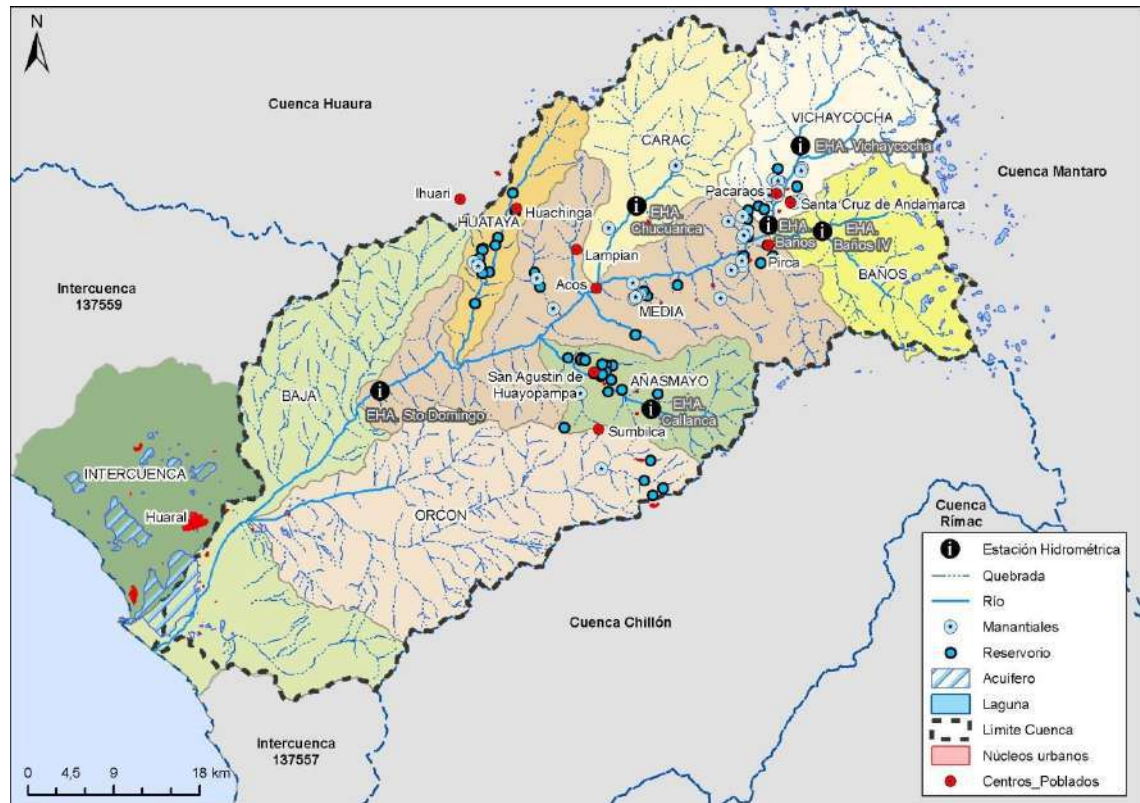 N
Cuenca Huaura
VICHAYCOCHA
CARAC
EHA. Vichaycocha
Cuenca Mantaro
Ihuari
Pacaraos
Santa Cruz de Andamarca
HUATAYA
Huachinga
EHA.
Chucuanca
EHA.
Baños
EHA.
Baños IV
Lampian
Pirca
BAÑOS
Intercuenca
137559
Acos
MEDIA
San Agustin de
Huayopampa
AÑASMAYO
BAJA
EHA. Sto Domingo
EHA.
Callanca
Sumbilca
INTERCUENCA
Huaral
ORCON
Cuenca
Rímac
Cuenca Chillón
Intercuenca
137557
Estación Hidrométrica
Quebrada
Río
Manantiales
Reservorio
Acuifero
Laguna
Limite Cuenca
Núcleos urbanos
Centros_Poblados
0 4,5 9 18 km